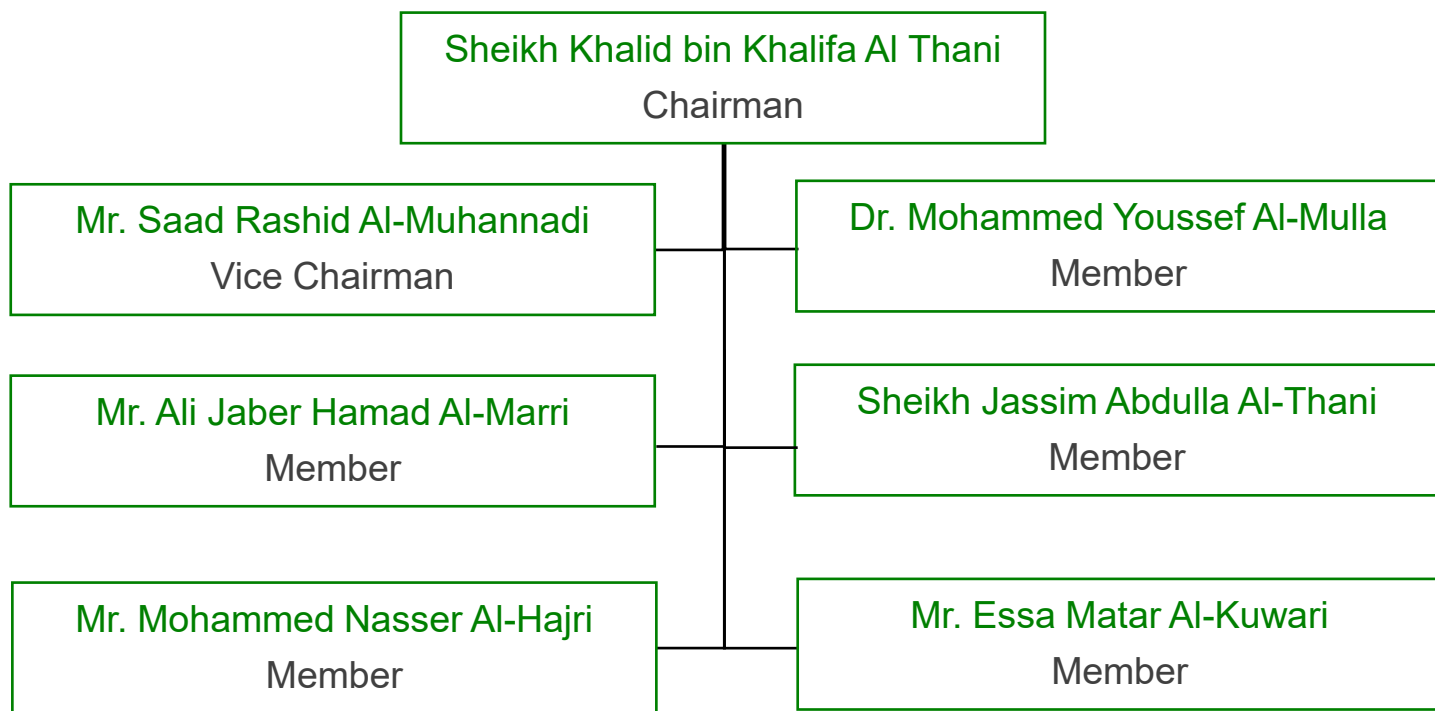 Sheikh Khalid bin Khalifa Al Thani
Chairman
Mr. Saad Rashid Al-Muhannadi
Vice Chairman
Dr. Mohammed Youssef Al-Mulla
Member
Mr. Ali Jaber Hamad Al-Marri
Member
Sheikh Jassim Abdulla Al-Thani
Member
Mr. Mohammed Nasser Al-Hajri
Member
Mr. Essa Matar Al-Kuwari
Member